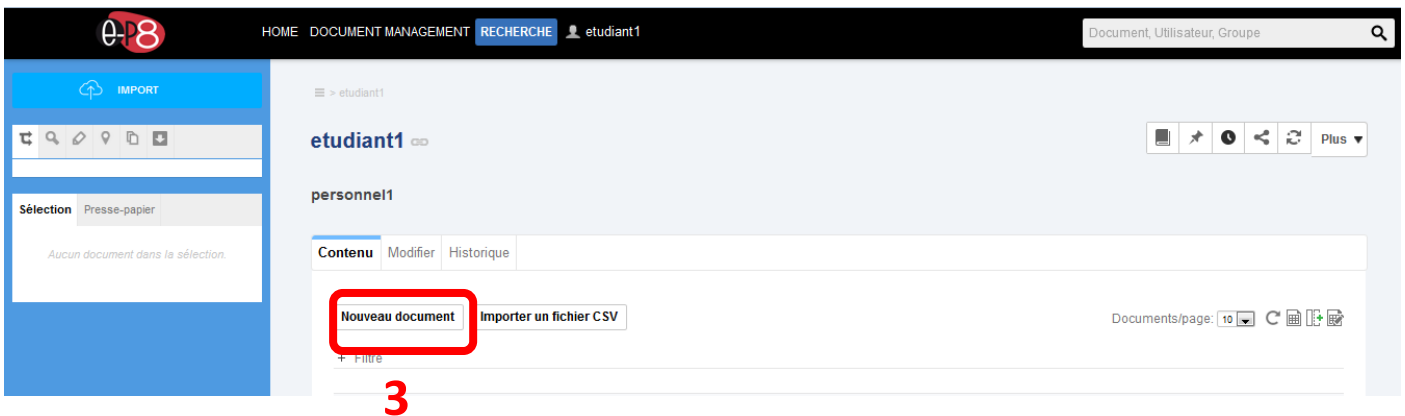 e-P8
HOME DOCUMENT MANAGEMENT RECHERCHE etudiant1
Document, Utilisateur, Groupe
IMPORT
> etudiant1
etudiant1
Plus
personnel1
Sélection Presse-papier
Aucun document dans la sélection.
Contenu Modifier Historique
Nouveau document Importer un fichier CSV
Documents/page: 10
+ Filtre
3